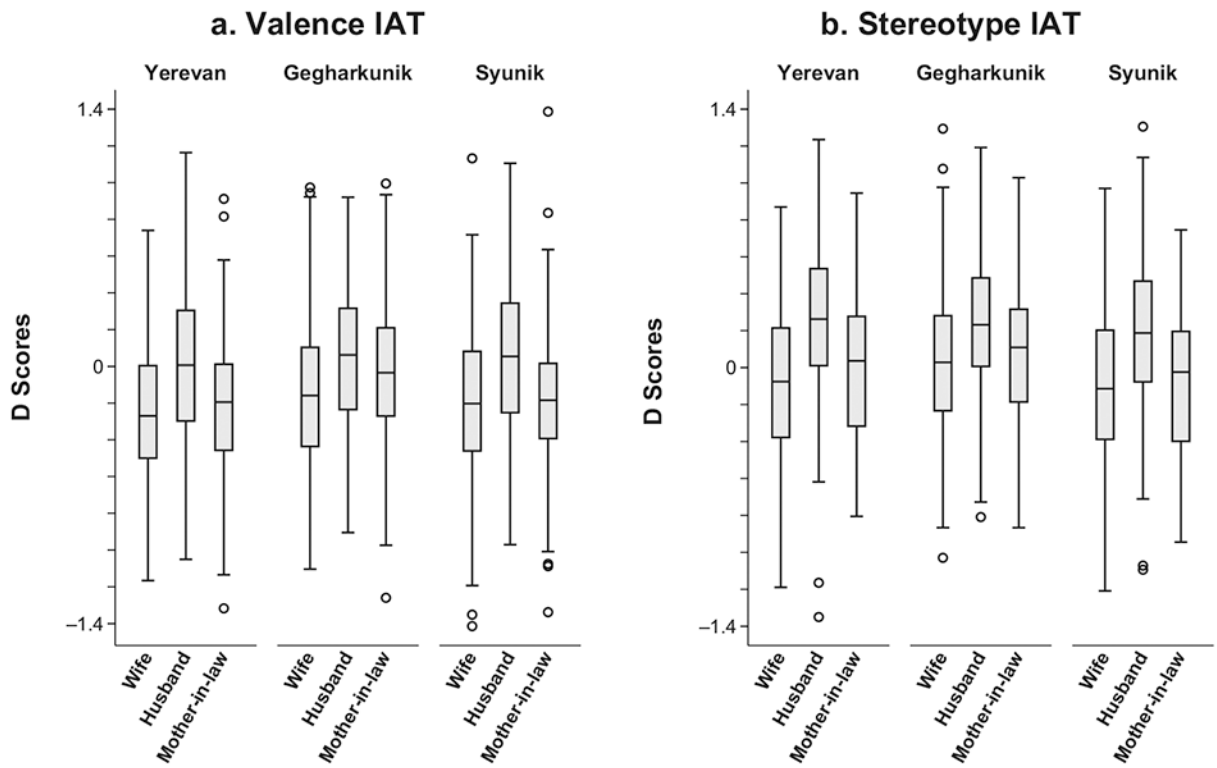 a. Valence IAT
Yerevan Gegharkunik Syunik
1.4
0
–1.4
D Scores
Wife
Husband
Mother-in-law
Wife
Husband
Mother-in-law
Wife
Husband
Mother-in-law
b. Stereotype IAT
Yerevan Gegharkunik Syunik
1.4
0
–1.4
D Scores
Wife
Husband
Mother-in-law
Wife
Husband
Mother-in-law
Wife
Husband
Mother-in-law